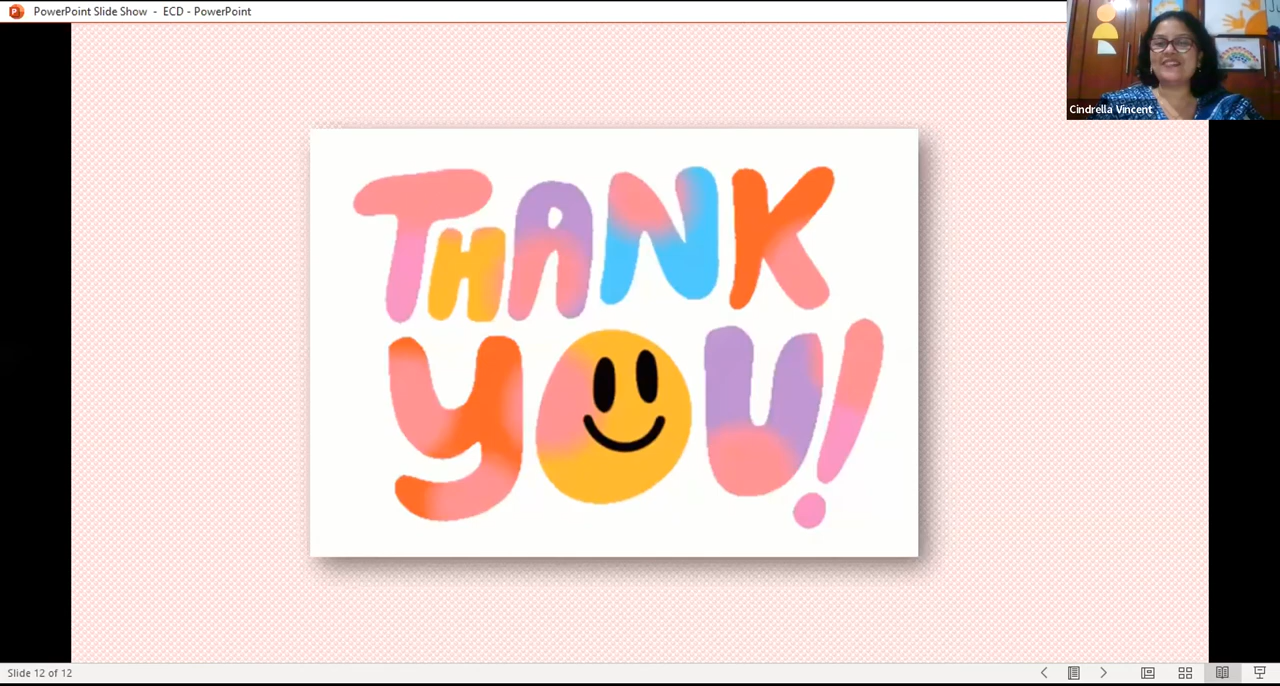 PowerPoint Slide Show - ECD - PowerPoint
Cindrella Vincent
THANK
YOU!
Slide 12 of 12